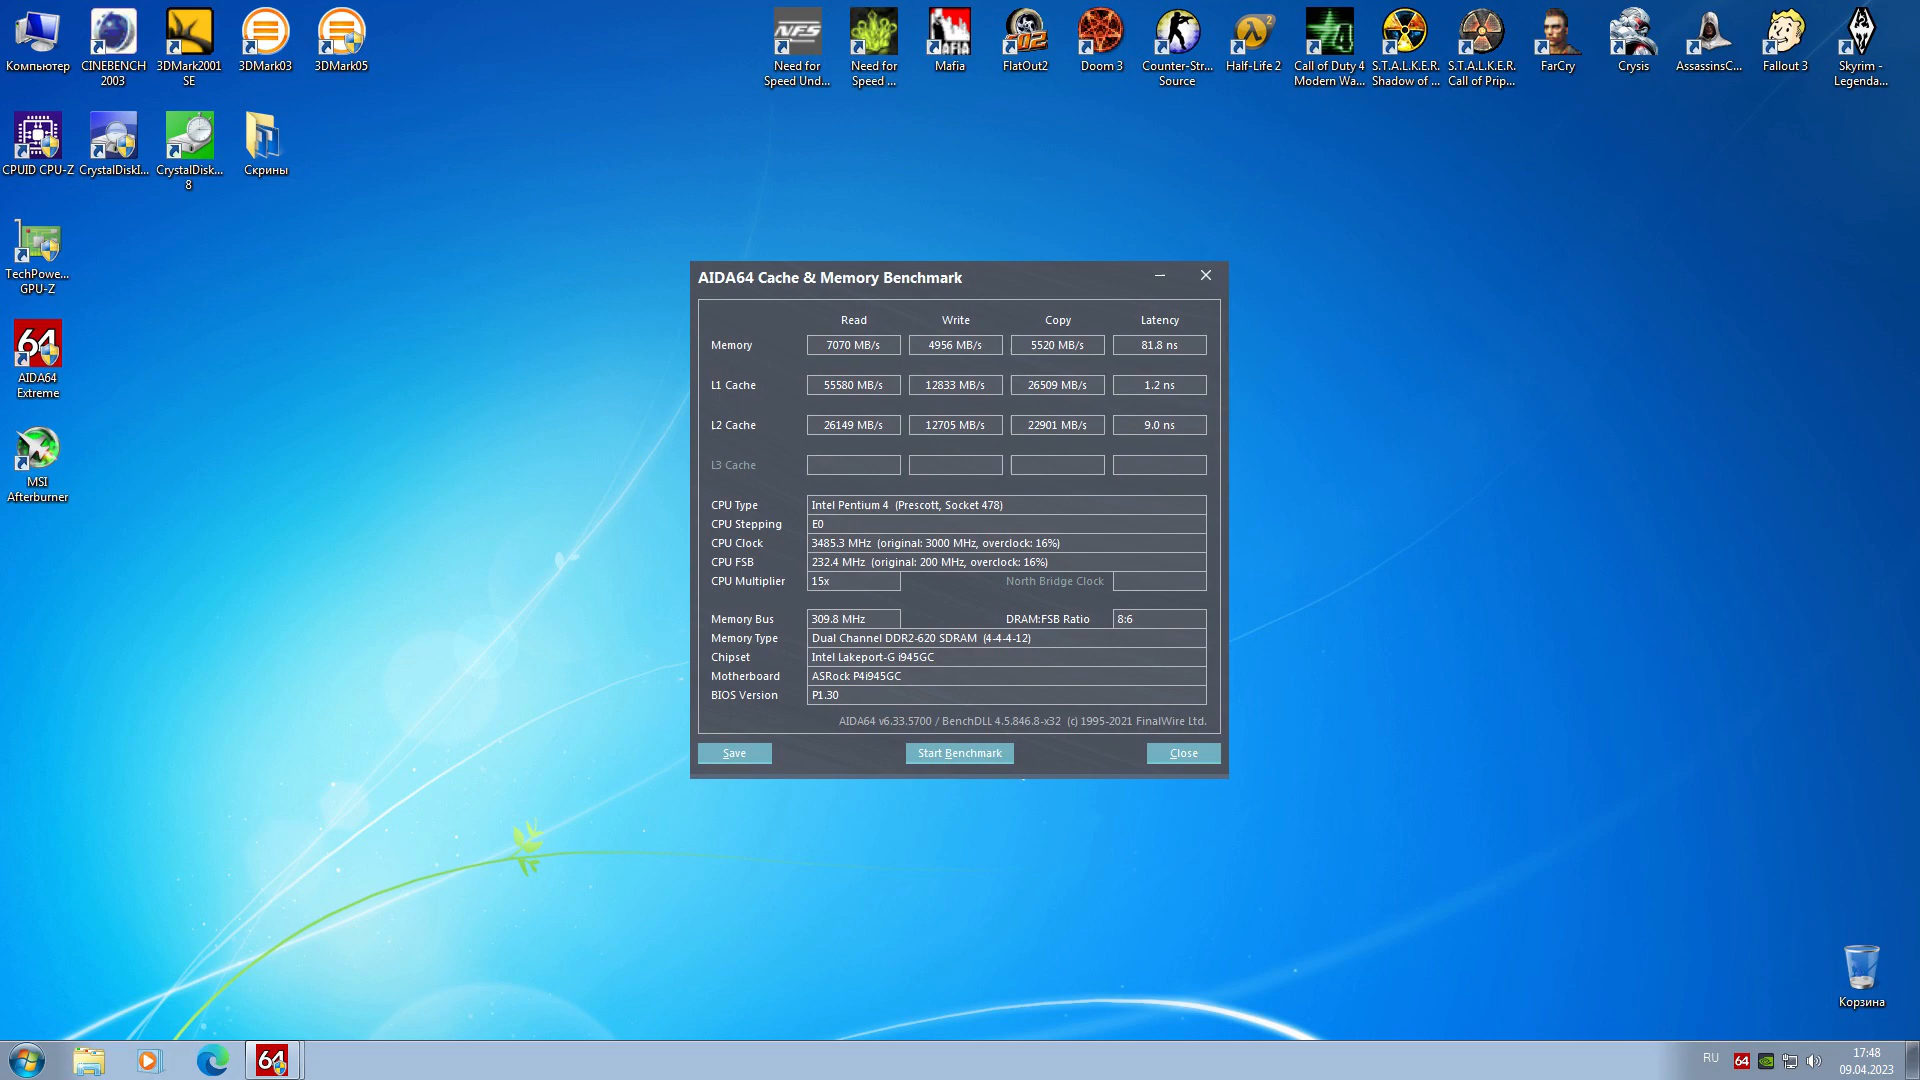 Компьютер
CINEBENCH 2003
3DMark2001 SE
3DMark03
3DMark05
Need for Speed Und...
Need for Speed ...
Mafia
FlatOut2
Doom 3
Counter-Str... Source
Half-Life 2
Call of Duty 4 Modern Wa...
S.T.A.L.K.E.R. Shadow of ...
S.T.A.L.K.E.R. Call of Prip...
FarCry
Crysis
AssassinsC...
Fallout 3
Skyrim - Legenda...
CPUID CPU-Z
CrystalDiskI...
CrystalDisk... 8
Скрины
TechPowe... GPU-Z
64
AIDA64 Extreme
MSI Afterburner
AIDA64 Cache & Memory Benchmark
Read Write Copy Latency
Memory 7070 MB/s 4956 MB/s 5520 MB/s 81.8 ns
L1 Cache 55580 MB/s 12833 MB/s 26509 MB/s 1.2 ns
L2 Cache 26149 MB/s 12705 MB/s 22901 MB/s 9.0 ns
L3 Cache
CPU Type Intel Pentium 4 (Prescott, Socket 478)
CPU Stepping E0
CPU Clock 3485.3 MHz (original: 3000 MHz, overclock: 16%)
CPU FSB 232.4 MHz (original: 200 MHz, overclock: 16%)
CPU Multiplier 15x North Bridge Clock
Memory Bus 309.8 MHz DRAM:FSB Ratio 8:6
Memory Type Dual Channel DDR2-620 SDRAM (4-4-4-12)
Chipset Intel Lakeport-G i945GC
Motherboard ASRock P4i945GC
BIOS Version P1.30
AIDA64 v6.33.5700 / BenchDLL 4.5.846.8-x32 (c) 1995-2021 FinalWire Ltd.
Save Start Benchmark Close
Корзина
64
RU 64 17:48
09.04.2023